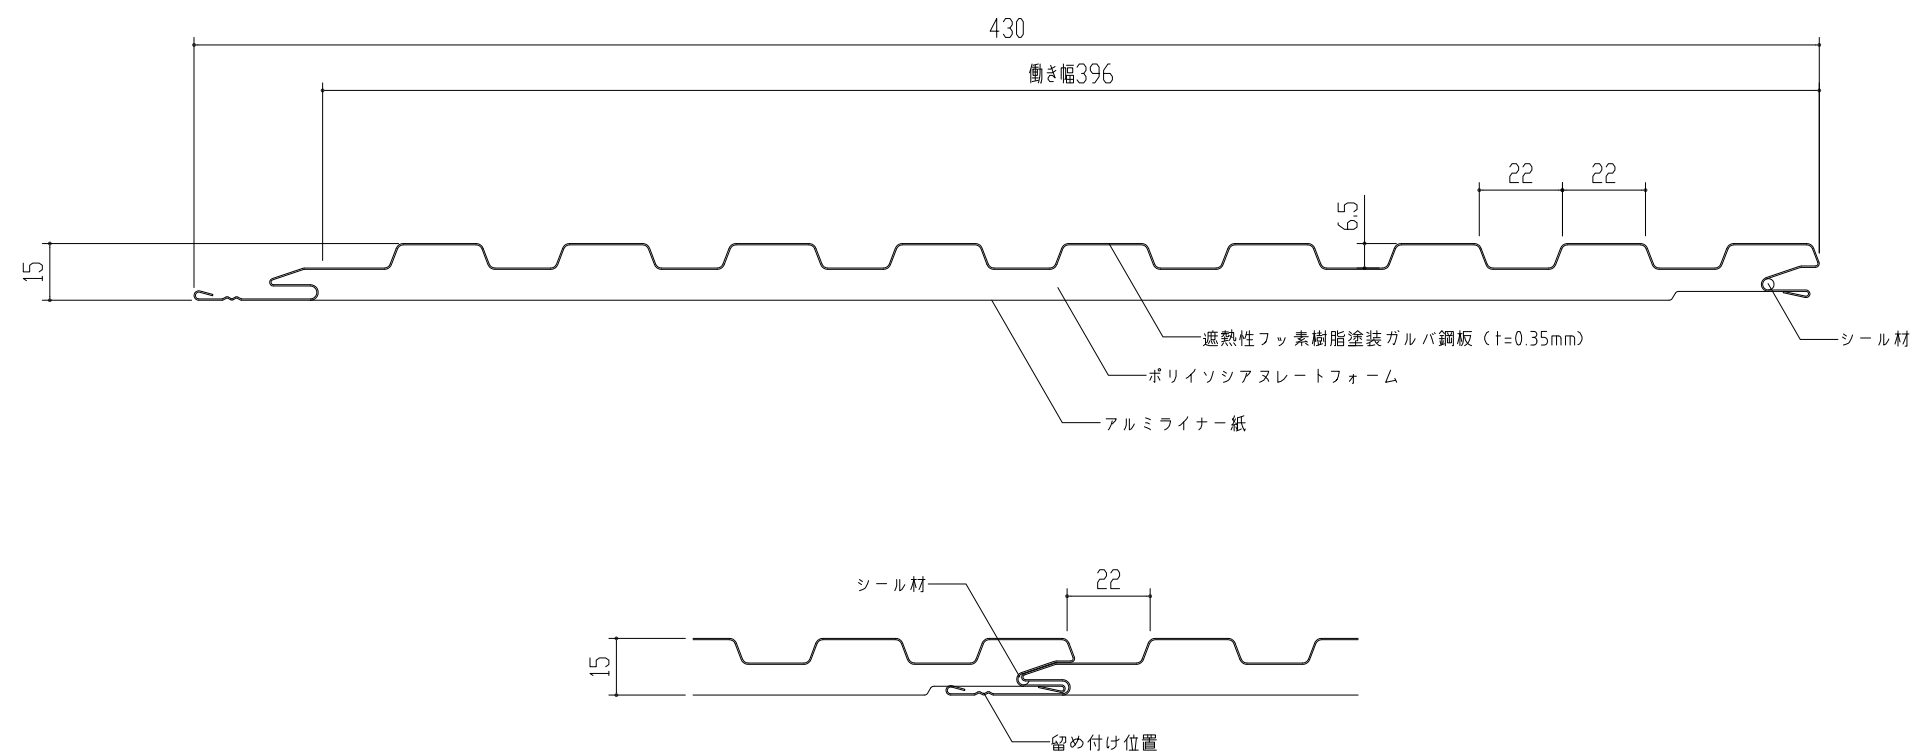 430
働き幅396
22
22
6.5
15
遮熱性フッ素樹脂塗装ガルバ鋼板（t=0.35mm）
シール材
ポリイソシアヌレートフォーム
アルミライナー紙
シール材
22
15
留め付け位置